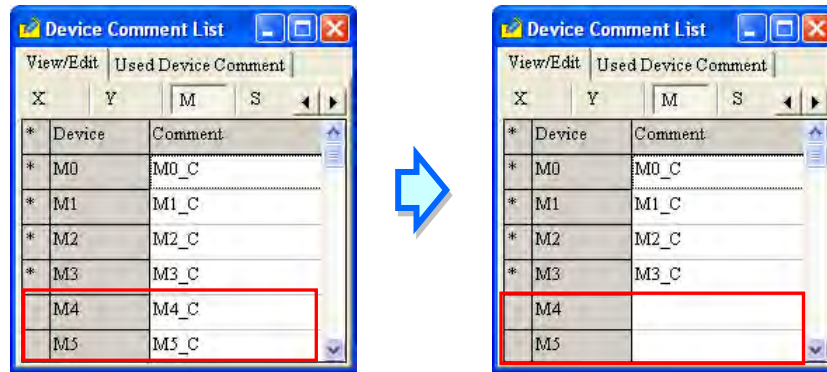 Device Comment List
View/Edit Used Device Comment
X Y M S
* Device Comment
* M0 M0_C
* M1 M1_C
* M2 M2_C
* M3 M3_C
M4 M4_C
M5 M5_C
Device Comment List
View/Edit Used Device Comment
X Y M S
* Device Comment
* M0 M0_C
* M1 M1_C
* M2 M2_C
* M3 M3_C
M4
M5